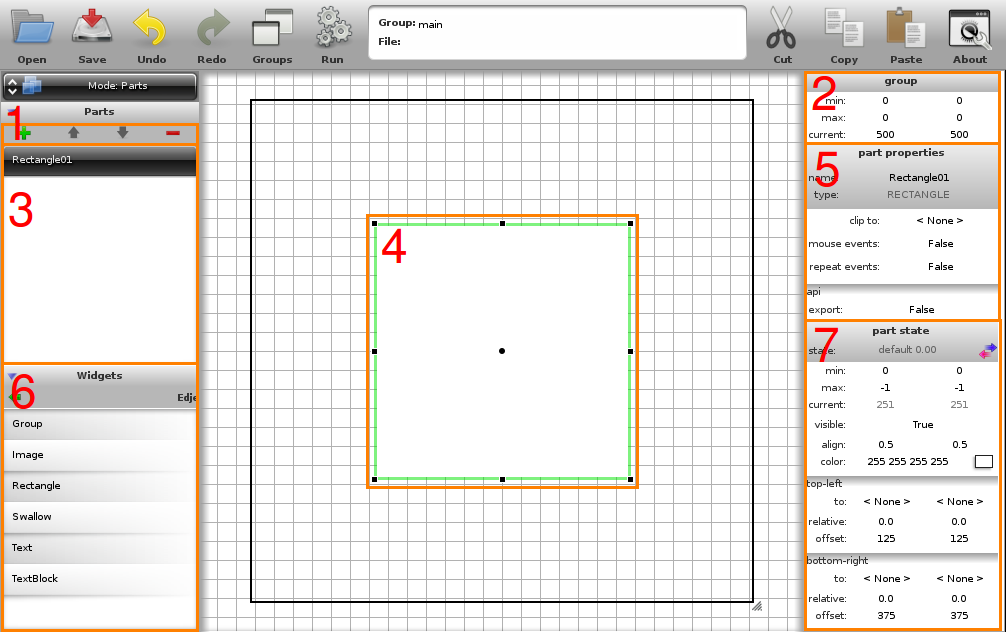 Open Save Undo Redo Groups Run
Group: main
File:
Cut Copy Paste About
Mode: Parts
Parts
1
Rectangle01
3
6
Widgets
Edje
Group
Image
Rectangle
Swallow
Text
TextBlock
4
2
group
min: 0 0
max: 0 0
current: 500 500
5
part properties
name: Rectangle01
type: RECTANGLE
clip to: < None >
mouse events: False
repeat events: False
api
export: False
7
part state
state: default 0.00
min: 0 0
max: -1 -1
current: 251 251
visible: True
align: 0.5 0.5
color: 255 255 255 255
top-left
to: < None > < None >
relative: 0.0 0.0
offset: 125 125
bottom-right
to: < None > < None >
relative: 0.0 0.0
offset: 375 375